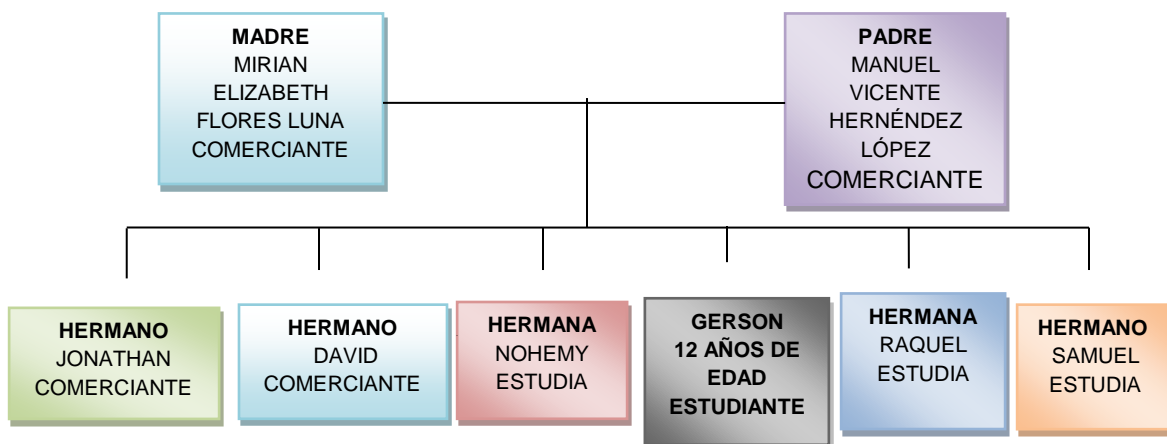 MADRE
MIRIAN
ELIZABETH
FLORES LUNA
COMERCIANTE
PADRE
MANUEL
VICENTE
HERNÉNDEZ
LÓPEZ
COMERCIANTE
HERMANO
JONATHAN
COMERCIANTE
HERMANO
DAVID
COMERCIANTE
HERMANA
NOHEMY
ESTUDIA
GERSON
12 AÑOS DE
EDAD
ESTUDIANTE
HERMANA
RAQUEL
ESTUDIA
HERMANO
SAMUEL
ESTUDIA